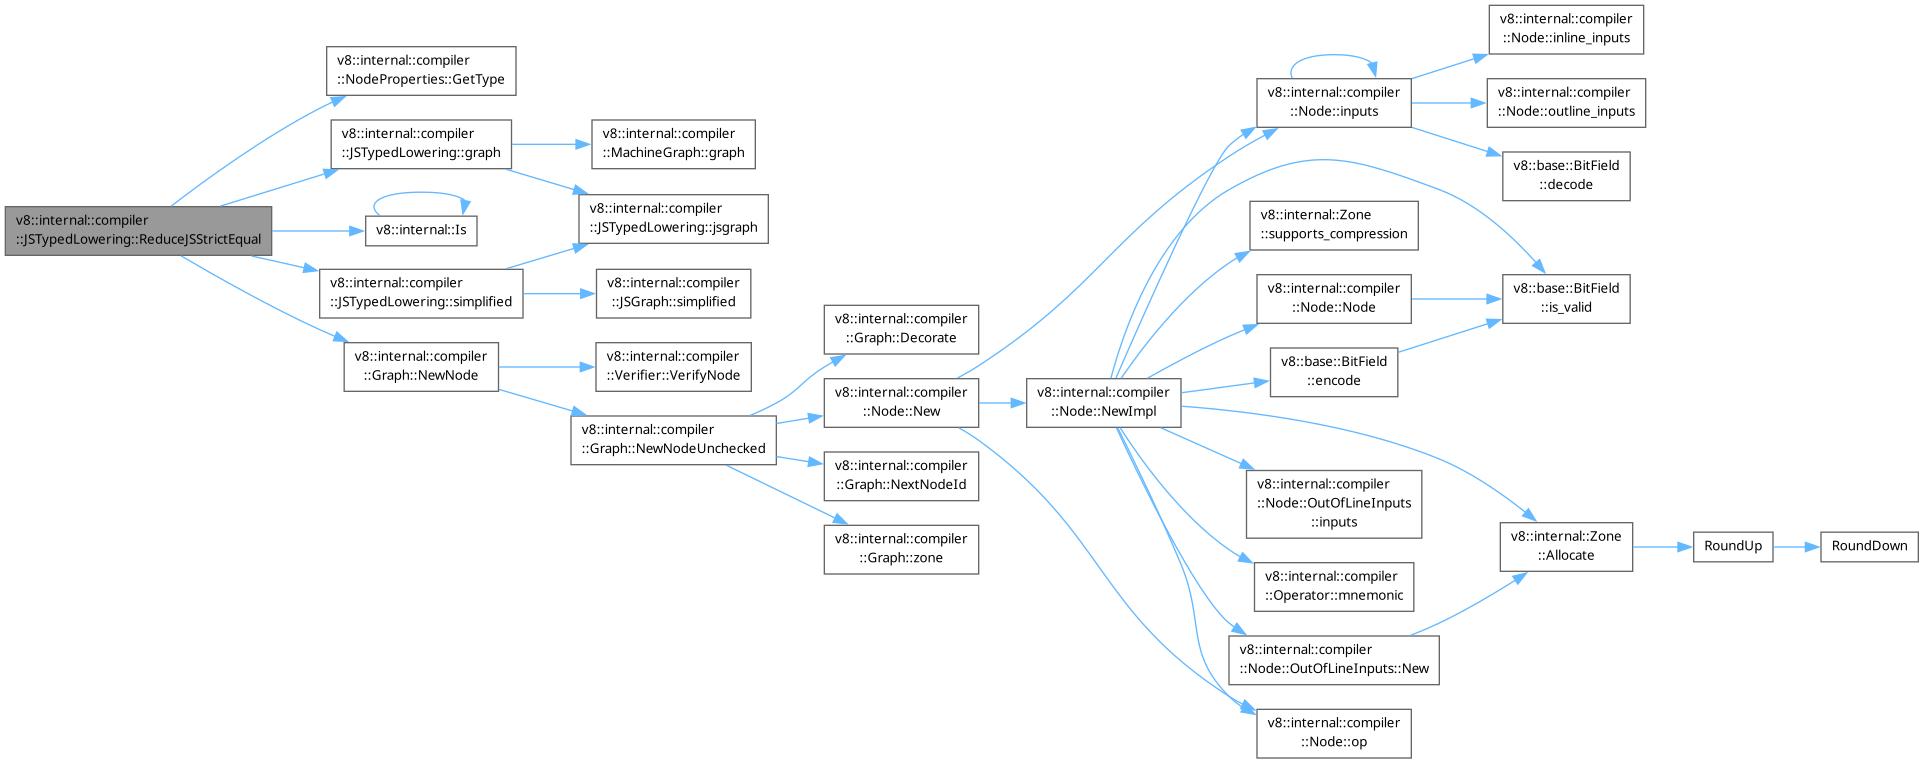 v8::internal::compiler
::JSTypedLowering::ReduceJSStrictEqual
v8::internal::compiler
::NodeProperties::GetType
v8::internal::compiler
::JSTypedLowering::graph
v8::internal::Is
v8::internal::compiler
::JSTypedLowering::simplified
v8::internal::compiler
::Graph::NewNode
v8::internal::compiler
::MachineGraph::graph
v8::internal::compiler
::JSTypedLowering::jsgraph
v8::internal::compiler
::JSGraph::simplified
v8::internal::compiler
::Verifier::VerifyNode
v8::internal::compiler
::Graph::NewNodeUnchecked
v8::internal::compiler
::Graph::Decorate
v8::internal::compiler
::Node::New
v8::internal::compiler
::Graph::NextNodeId
v8::internal::compiler
::Graph::zone
v8::internal::compiler
::Node::NewImpl
v8::internal::compiler
::Node::inputs
v8::internal::Zone
::supports_compression
v8::internal::compiler
::Node::Node
v8::base::BitField
::encode
v8::internal::compiler
::Node::OutOfLineInputs
::inputs
v8::internal::compiler
::Operator::mnemonic
v8::internal::compiler
::Node::OutOfLineInputs::New
v8::internal::compiler
::Node::op
v8::internal::compiler
::Node::inline_inputs
v8::internal::compiler
::Node::outline_inputs
v8::base::BitField
::decode
v8::base::BitField
::is_valid
v8::internal::Zone
::Allocate
RoundUp
RoundDown